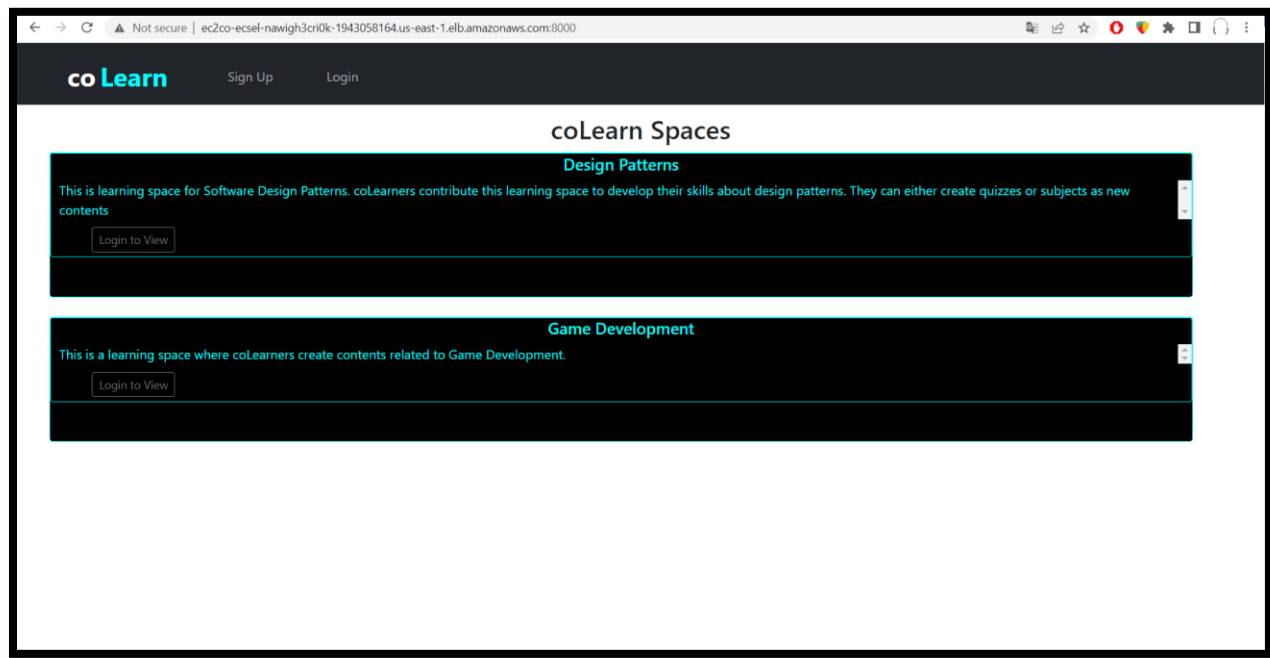 Not secure | ec2co-ecsel-nawigh3cri0k-1943058164.us-east-1.elb.amazonaws.com:8000
co Learn Sign Up Login
coLearn Spaces
Design Patterns
This is learning space for Software Design Patterns. coLearners contribute this learning space to develop their skills about design patterns. They can either create quizzes or subjects as new
contents
Login to View
Game Development
This is a learning space where coLearners create contents related to Game Development.
Login to View